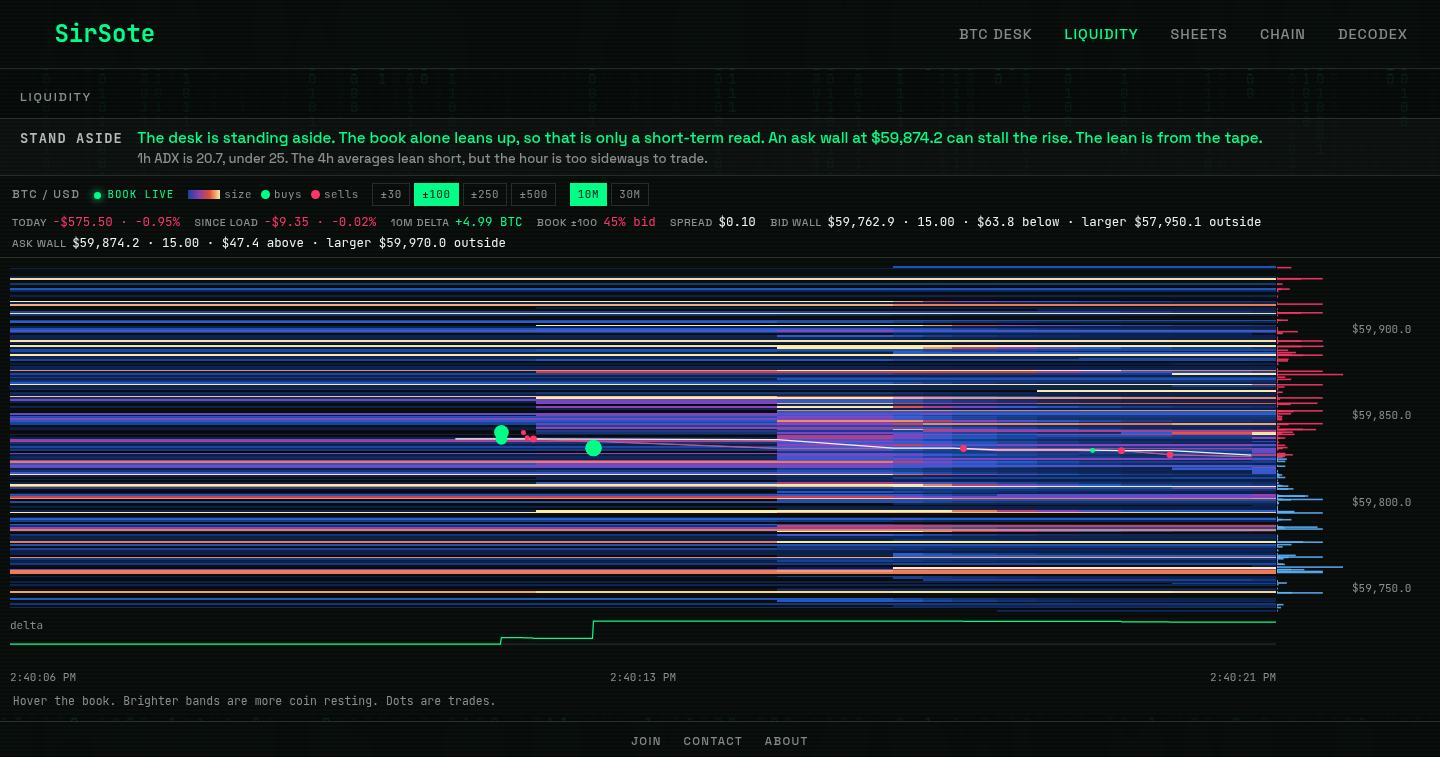 SirSote
BTC DESK LIQUIDITY SHEETS CHAIN DECODEX
LIQUIDITY
STAND ASIDE The desk is standing aside. The book alone leans up, so that is only a short-term read. An ask wall at $59,874.2 can stall the rise. The lean is from the tape.
1h ADX is 20.7, under 25. The 4h averages lean short, but the hour is too sideways to trade.
BTC / USD BOOK LIVE size buys sells ±30 ±100 ±250 ±500 10M 30M
TODAY -$575.50 · -0.95% SINCE LOAD -$9.35 · -0.02% 10M DELTA +4.99 BTC BOOK ±100 45% bid SPREAD $0.10 BID WALL $59,762.9 · 15.00 · $63.8 below · larger $57,950.1 outside
ASK WALL $59,874.2 · 15.00 · $47.4 above · larger $59,970.0 outside
$59,900.0
$59,850.0
$59,800.0
$59,750.0
delta
2:40:06 PM 2:40:13 PM 2:40:21 PM
Hover the book. Brighter bands are more coin resting. Dots are trades.
JOIN CONTACT ABOUT